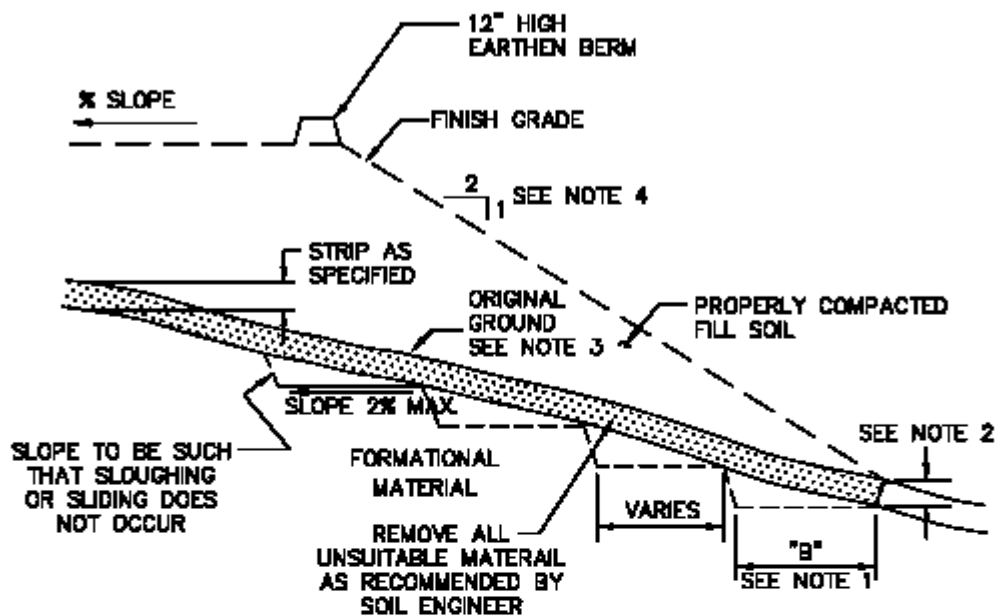 12" HIGH
EARTHEN BERM
% SLOPE
FINISH GRADE
2
1
SEE NOTE 4
STRIP AS
SPECIFIED
ORIGINAL
GROUND
SEE NOTE 3
PROPERLY COMPACTED
FILL SOIL
SLOPE 2% MAX.
SEE NOTE 2
SLOPE TO BE SUCH
THAT SLOUGHING
OR SLIDING DOES
NOT OCCUR
FORMATIONAL
MATERIAL
VARIES
REMOVE ALL
UNSUITABLE MATERAIL
AS RECOMMENDED BY
SOIL ENGINEER
"B"
SEE NOTE 1